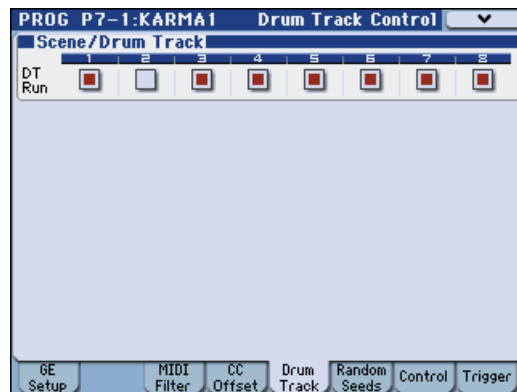 PROG P7-1:KARMA1 Drum Track Control
Scene/Drum Track
1 2 3 4 5 6 7 8
DT
Run
GE
Setup
MIDI
Filter
CC
Offset
Drum
Track
Random
Seeds
Control
Trigger